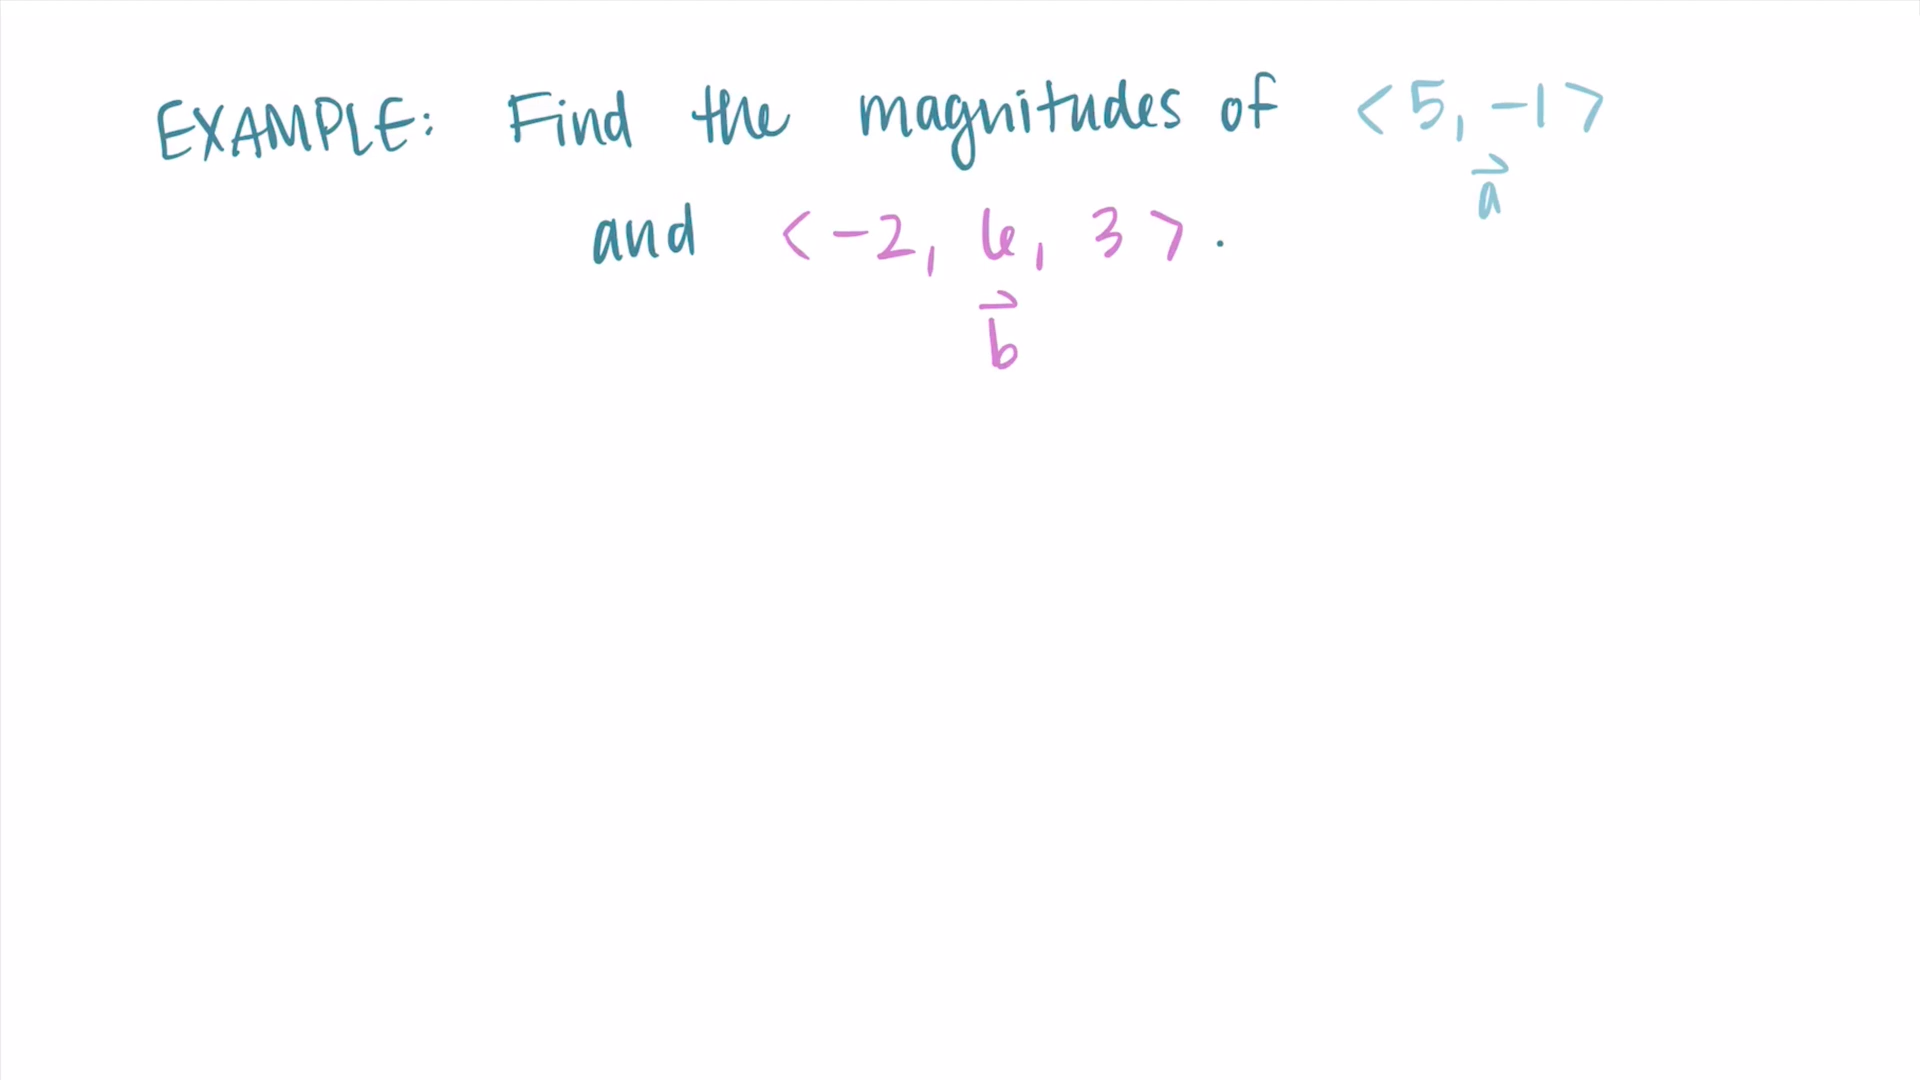 EXAMPLE: Find the magnitudes of <5, -1>
a⃗
and <-2, 6, 3>.
b⃗